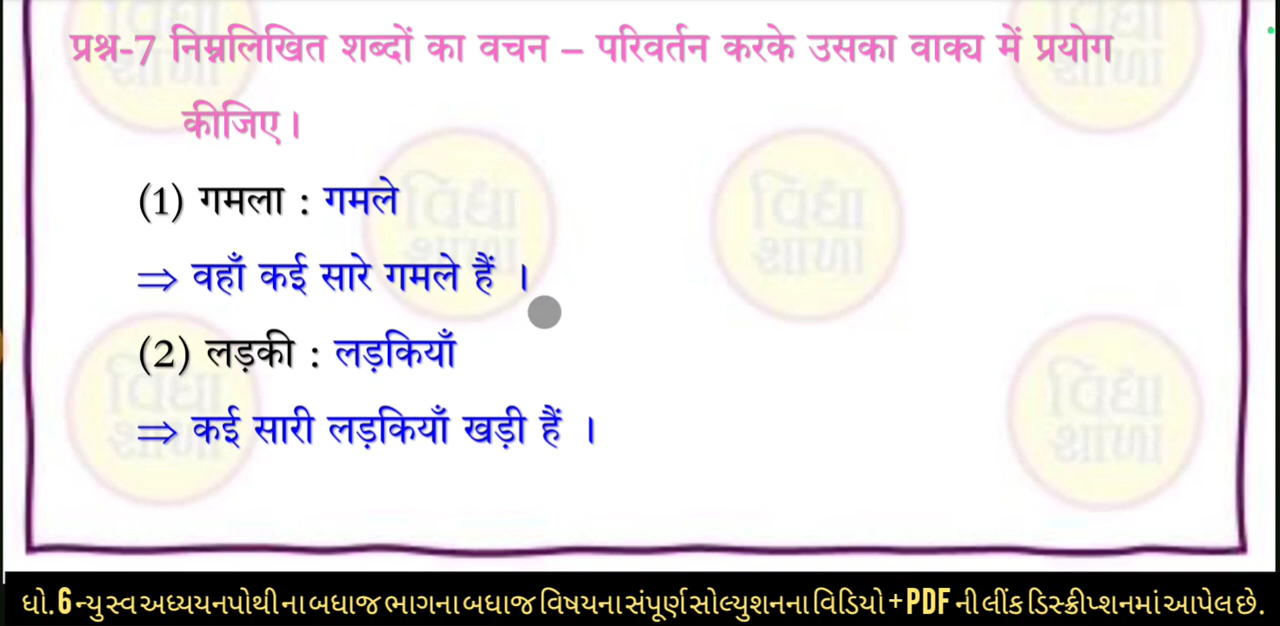 प्रश्न-7 निम्नलिखित शब्दों का वचन – परिवर्तन करके उसका वाक्य में प्रयोग
कीजिए।
(1) गमला : गमले
⇒ वहाँ कई सारे गमले हैं ।
(2) लड़की : लड़कियाँ
⇒ कई सारी लड़कियाँ खड़ी हैं ।
વિદ્યા
શાળા
ધો. 6 ન્યુ સ્વઅધ્યયનપોથીના બધાજ ભાગના બધાજ વિષયના સંપૂર્ણ સોલ્યુશનના વિડિયો + PDF ની લીંક ડિસ્ક્રીપ્શનમાં આપેલ છે.